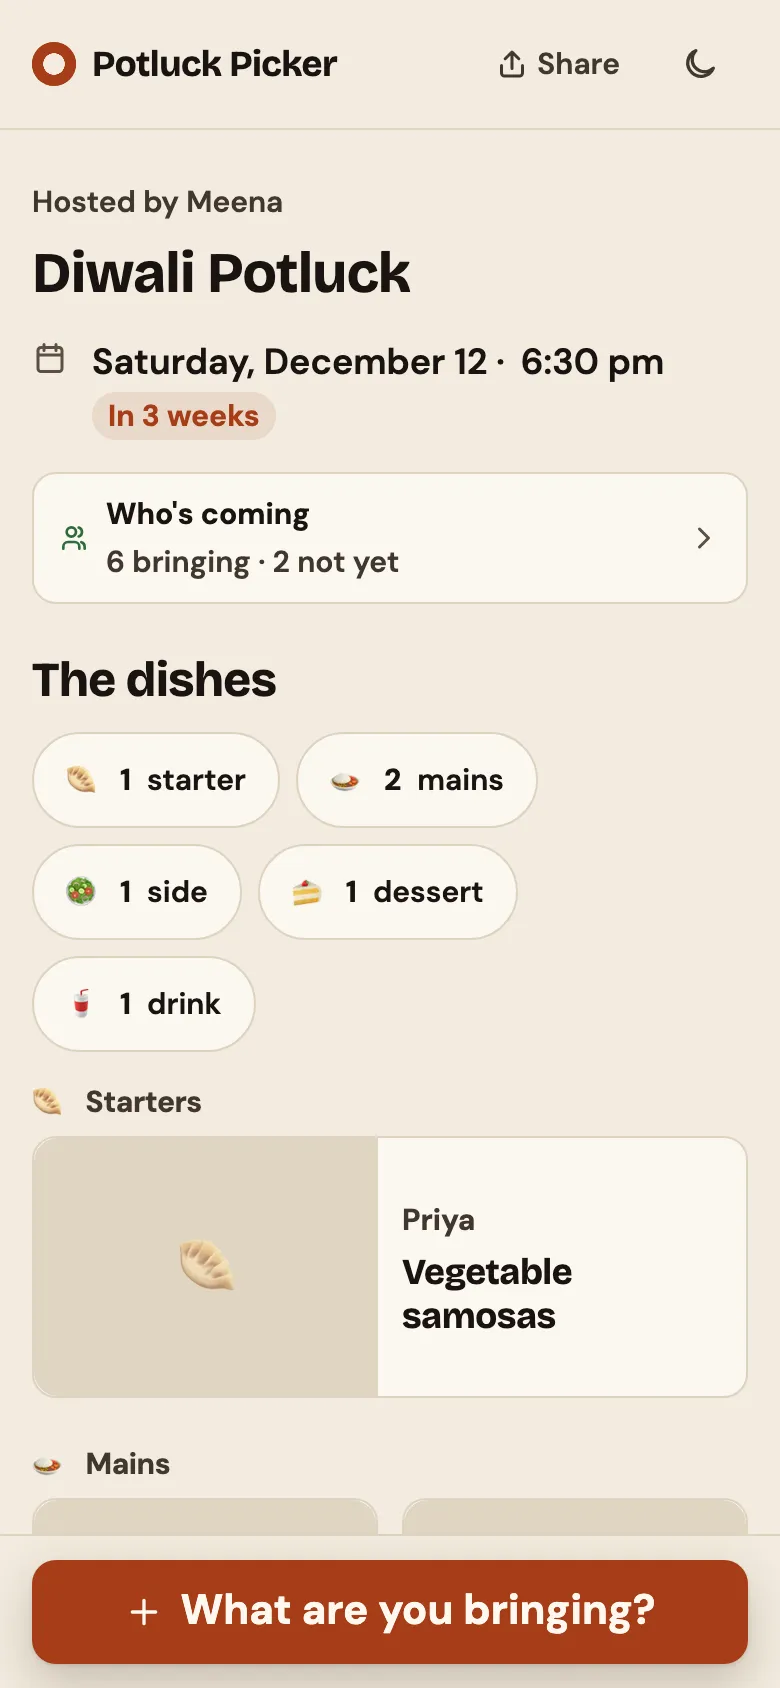 Potluck Picker
Share
Hosted by Meena
Diwali Potluck
Saturday, December 12 · 6:30 pm
In 3 weeks
Who's coming
6 bringing · 2 not yet
The dishes
1 starter
2 mains
1 side
1 dessert
1 drink
Starters
Priya
Vegetable
samosas
Mains
+ What are you bringing?